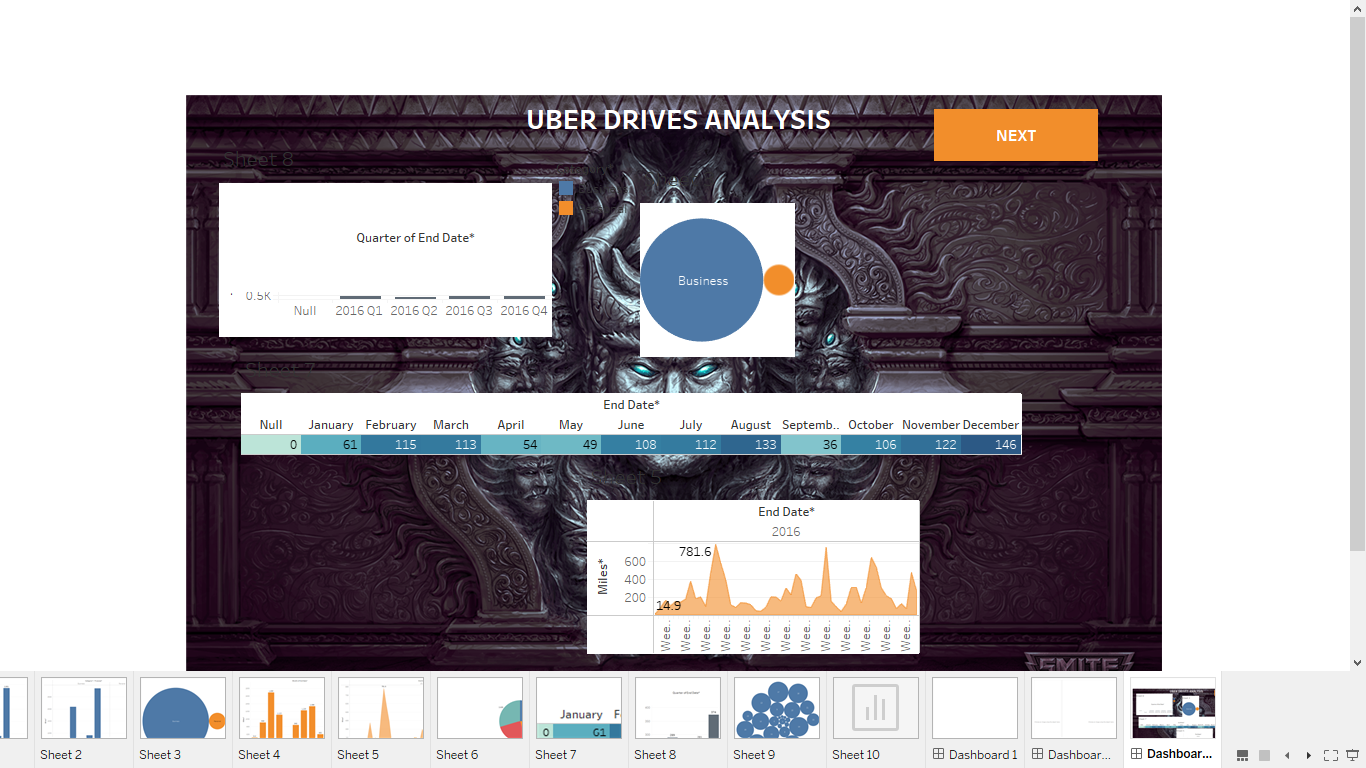 UBER DRIVES ANALYSIS
NEXT
Sheet 8
Quarter of End Date*
0.5K
Null 2016 Q1 2016 Q2 2016 Q3 2016 Q4
Business
Sheet 7
End Date*
Null January February March April May June July August Septemb.. October November December
0 61 115 113 54 49 108 112 133 36 106 122 146
End Date*
2016
Miles*
781.6
600
400
200
14.9
Wee.. Wee.. Wee.. Wee.. Wee.. Wee.. Wee.. Wee.. Wee.. Wee.. Wee.. Wee.. Wee..
SMITE
January
0 G1
Sheet 2 Sheet 3 Sheet 4 Sheet 5 Sheet 6 Sheet 7 Sheet 8 Sheet 9 Sheet 10 Dashboard 1 Dashboar... Dashboar...